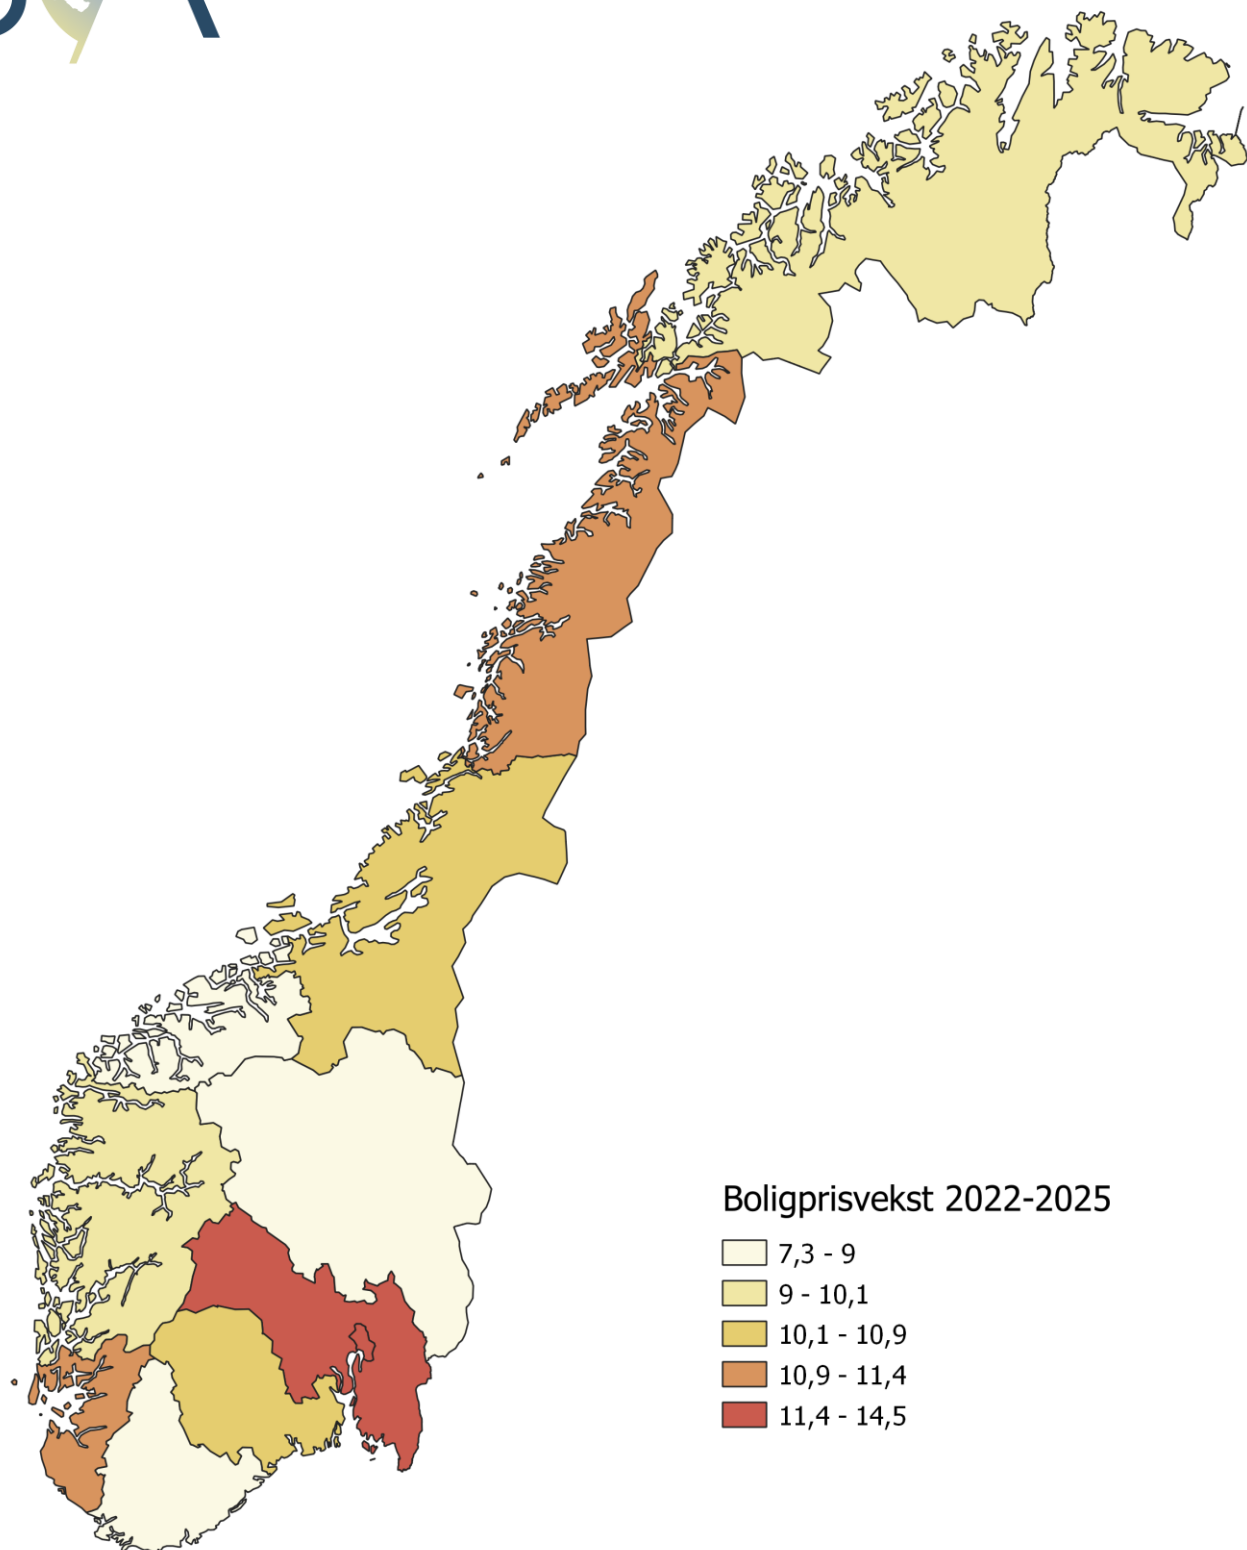 Boligprisvekst 2022-2025
7,3 - 9
9 - 10,1
10,1 - 10,9
10,9 - 11,4
11,4 - 14,5